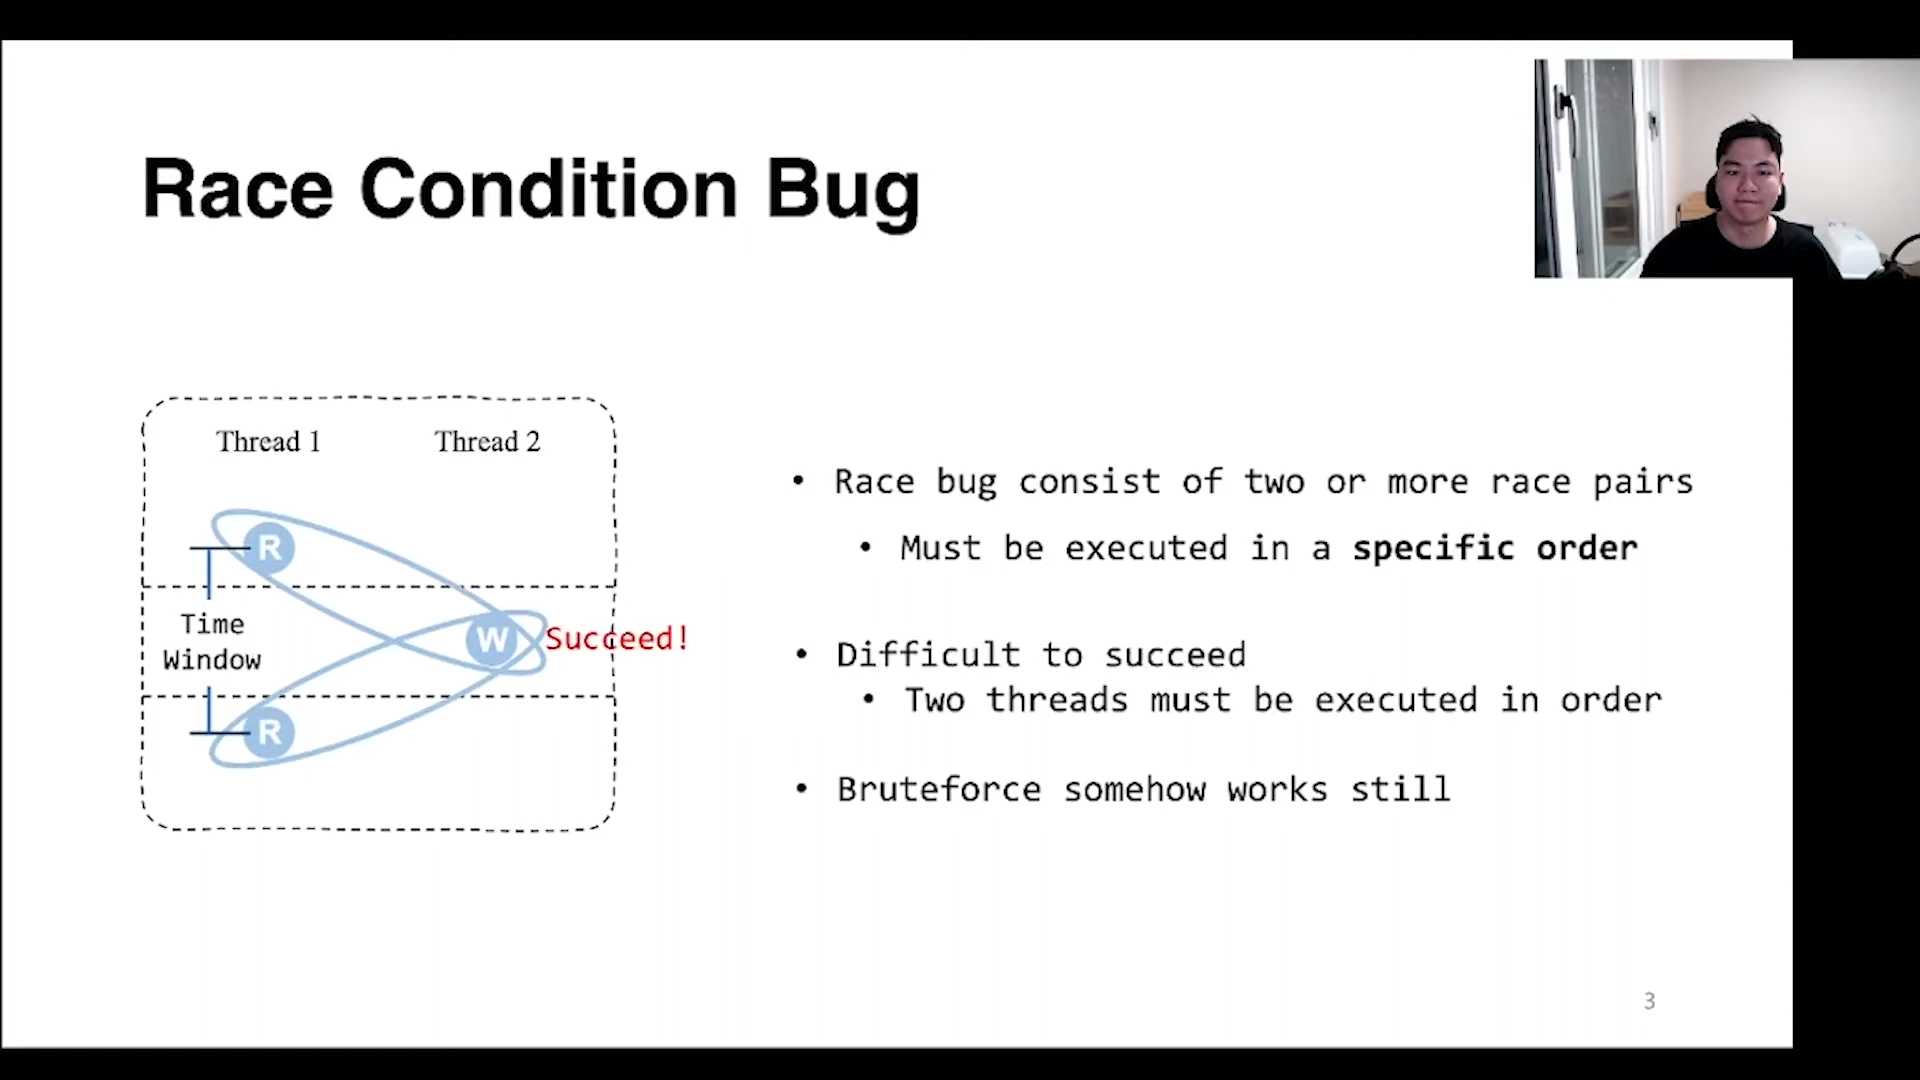 Race Condition Bug
Thread 1 Thread 2
R
Time
Window
W
Succeed!
R
• Race bug consist of two or more race pairs
• Must be executed in a specific order
• Difficult to succeed
• Two threads must be executed in order
• Bruteforce somehow works still
3